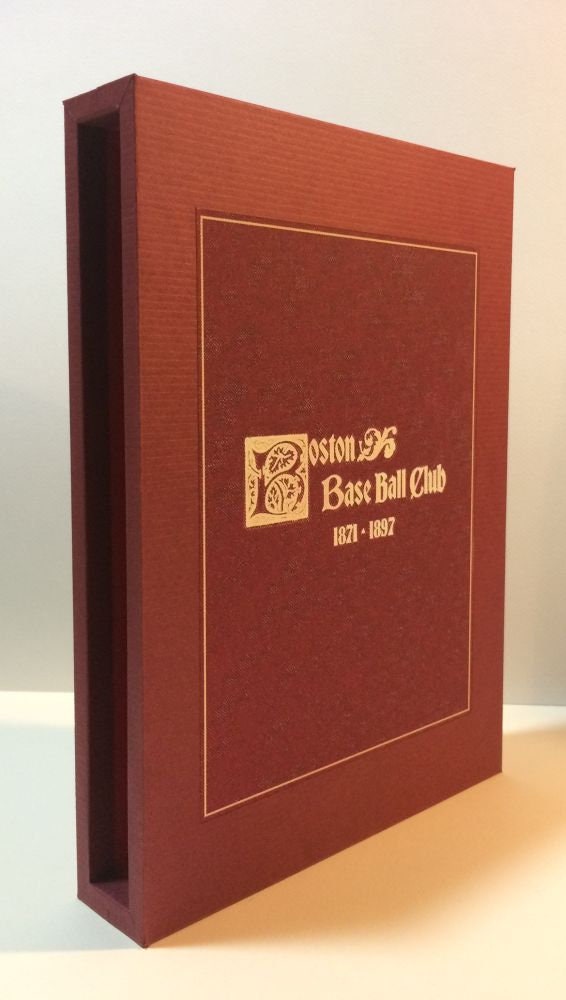 Boston
Base Ball Club
1871 • 1897